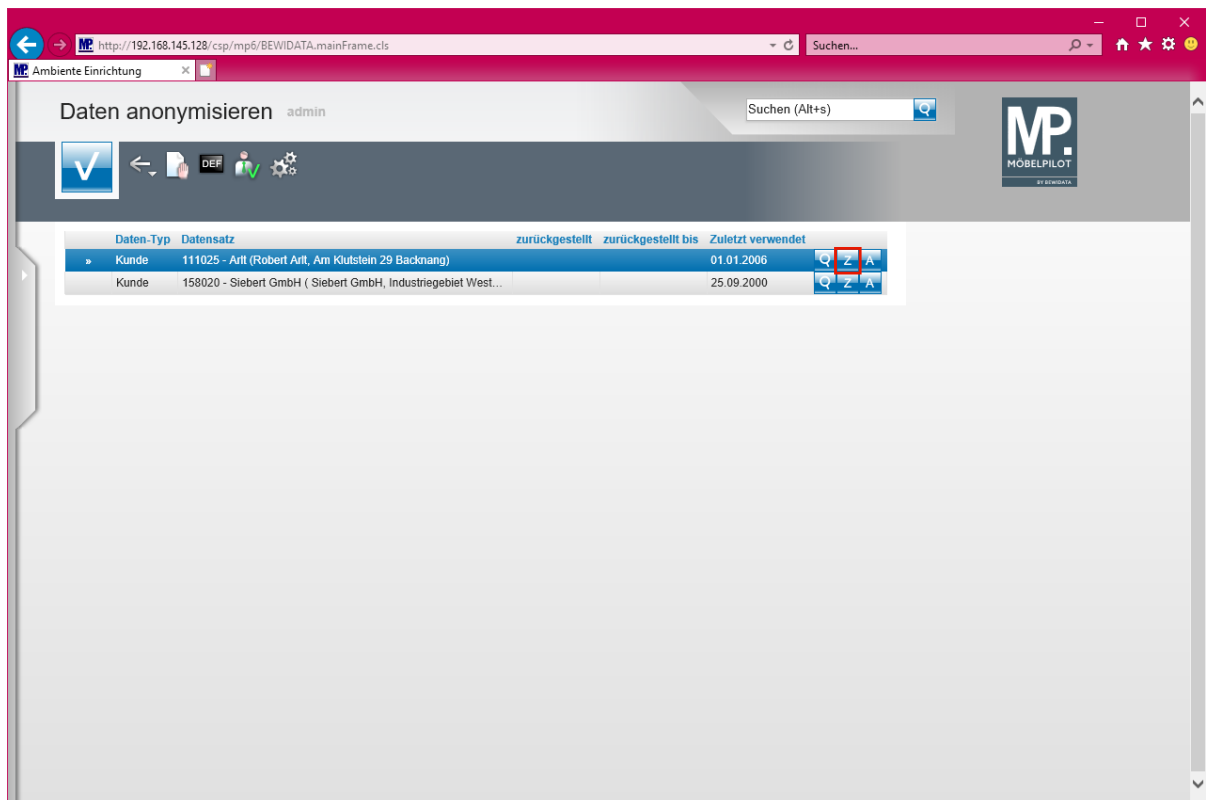 http://192.168.145.128/csp/mp6/BEWIDATA.mainFrame.cls
Suchen...
MP. Ambiente Einrichtung
Daten anonymisieren admin
Suchen (Alt+s)
MP.
MÖBELPILOT
BY BEWIDATA
DEF
Daten-Typ Datensatz zurückgestellt zurückgestellt bis Zuletzt verwendet
» Kunde 111025 - Arlt (Robert Arlt, Am Klutstein 29 Backnang) 01.01.2006 Q Z A
Kunde 158020 - Siebert GmbH ( Siebert GmbH, Industriegebiet West... 25.09.2000 Q Z A